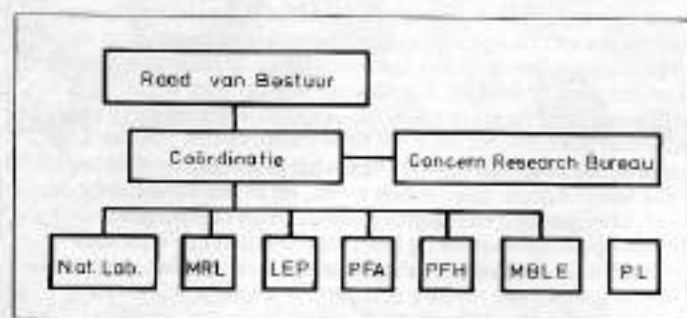 Raad van Bestuur
Coördinatie
Concern Research Bureau
Nat. Lab.
MRL
LEP
PFA
PFH
MBLE
PL